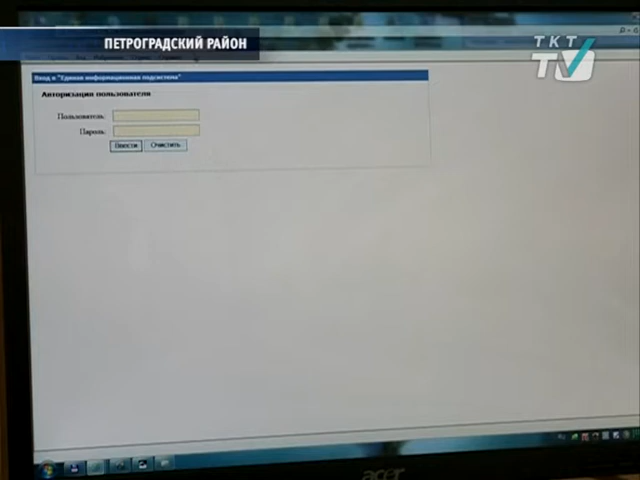 ПЕТРОГРАДСКИЙ РАЙОН
ТКТ
TV
Вход в "Единая информационная подсистема"
Авторизация пользователя
Пользователь:
Пароль:
Ввести Очистить
acer